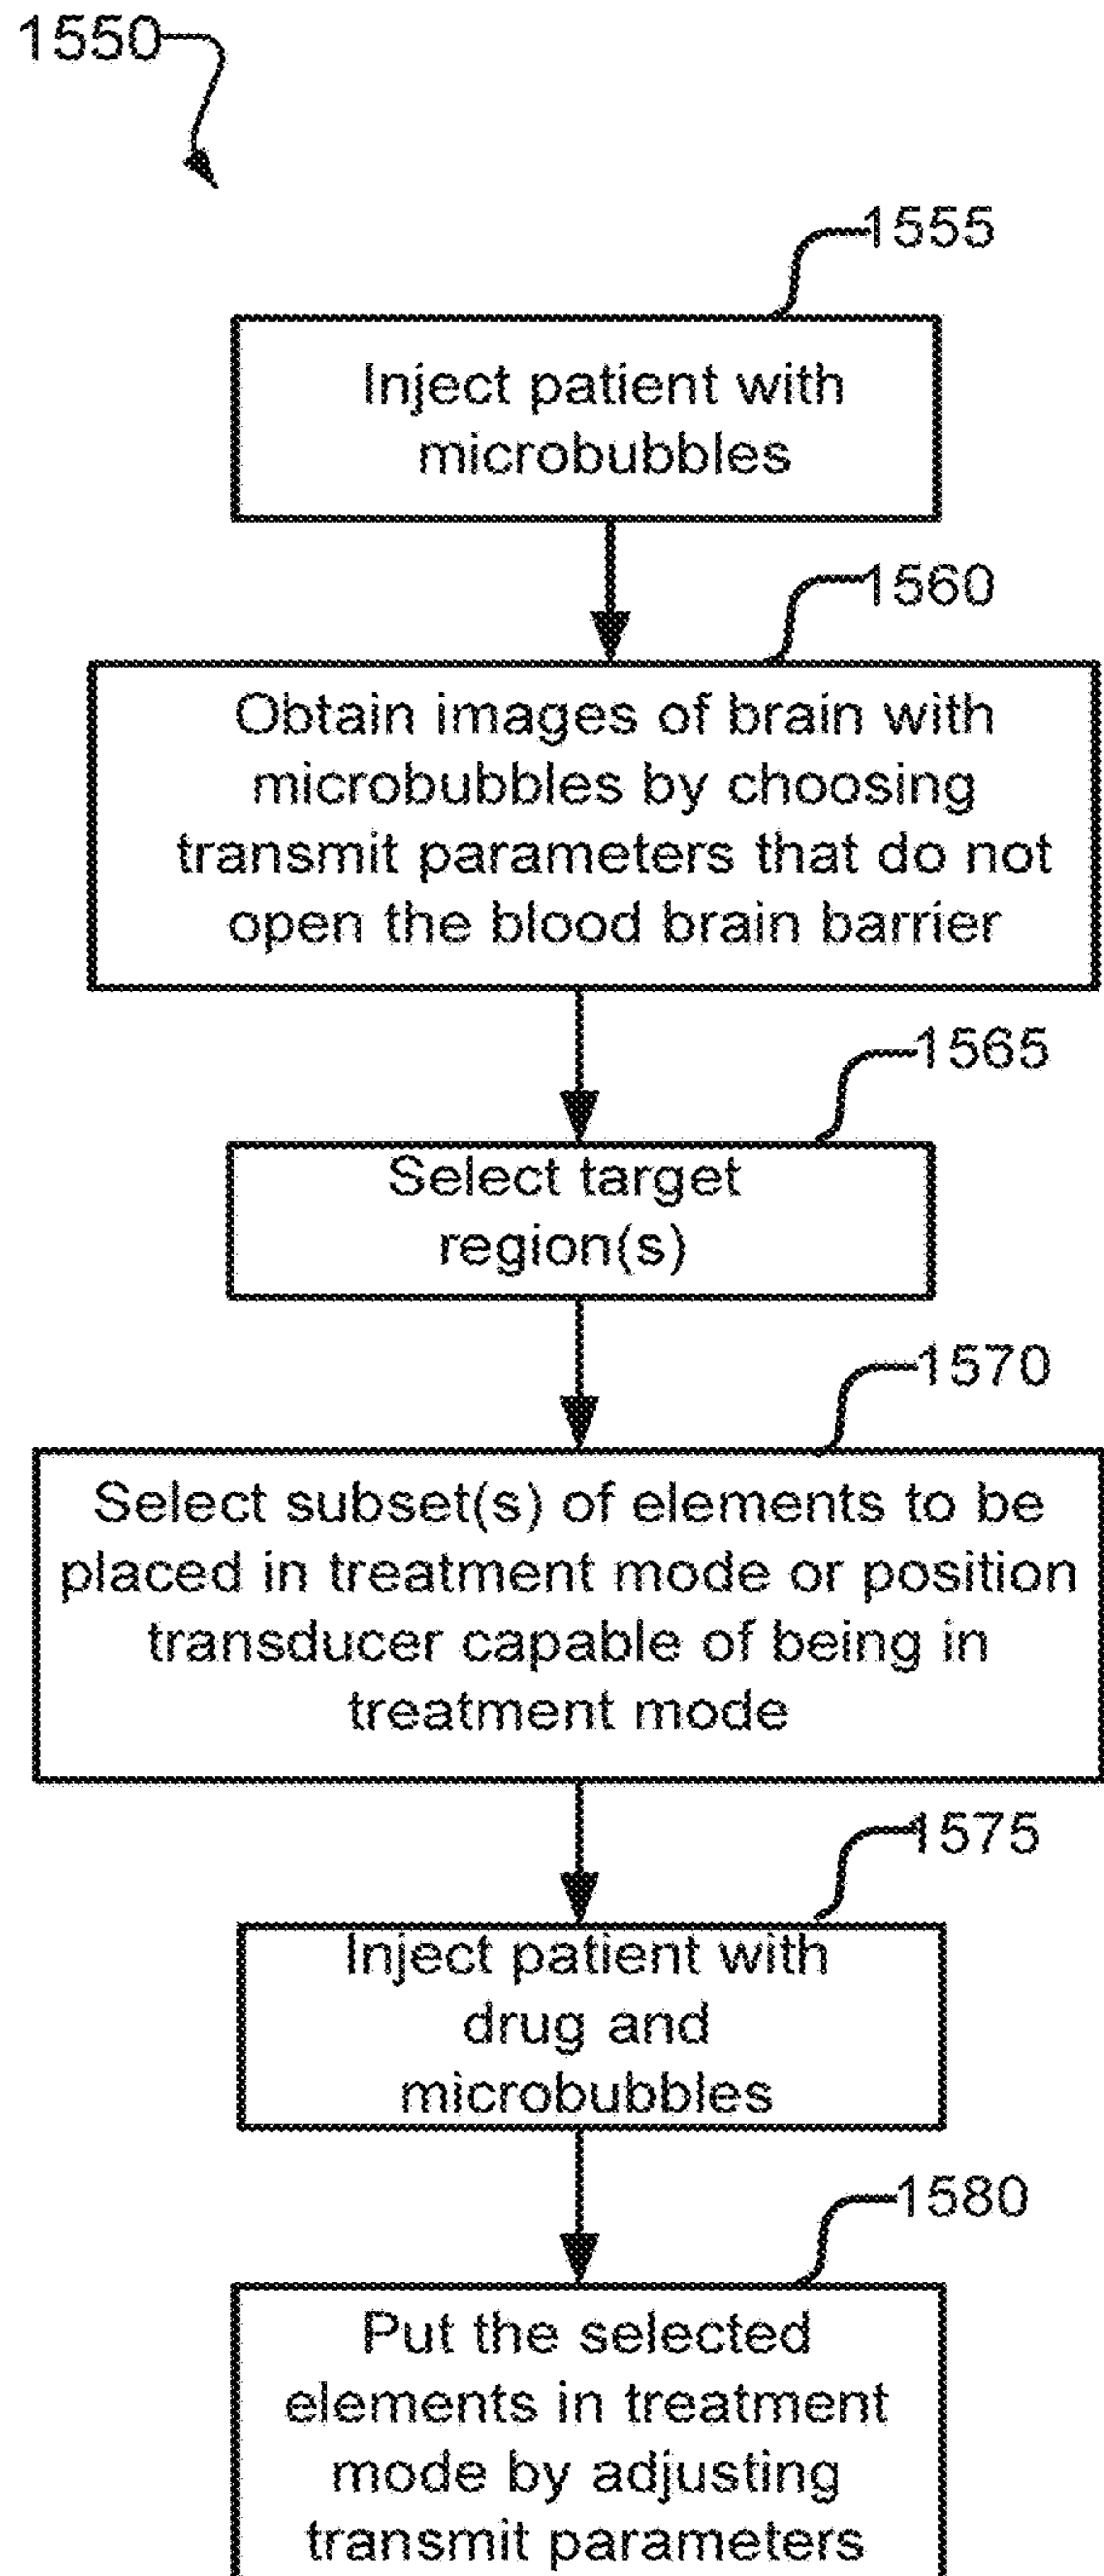 1550
1555
Inject patient with
microbubbles
1560
Obtain images of brain with
microbubbles by choosing
transmit parameters that do not
open the blood brain barrier
1565
Select target
region(s)
1570
Select subset(s) of elements to be
placed in treatment mode or position
transducer capable of being in
treatment mode
1575
Inject patient with
drug and
microbubbles
1580
Put the selected
elements in treatment
mode by adjusting
transmit parameters